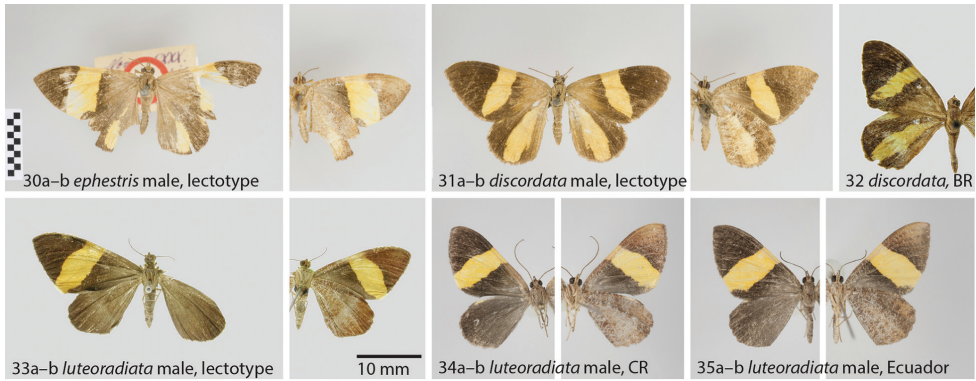 30a–b ephestris male, lectotype
31a–b discordata male, lectotype
32 discordata, BR
33a–b luteoradiata male, lectotype
10 mm
34a–b luteoradiata male, CR
35a–b luteoradiata male, Ecuador